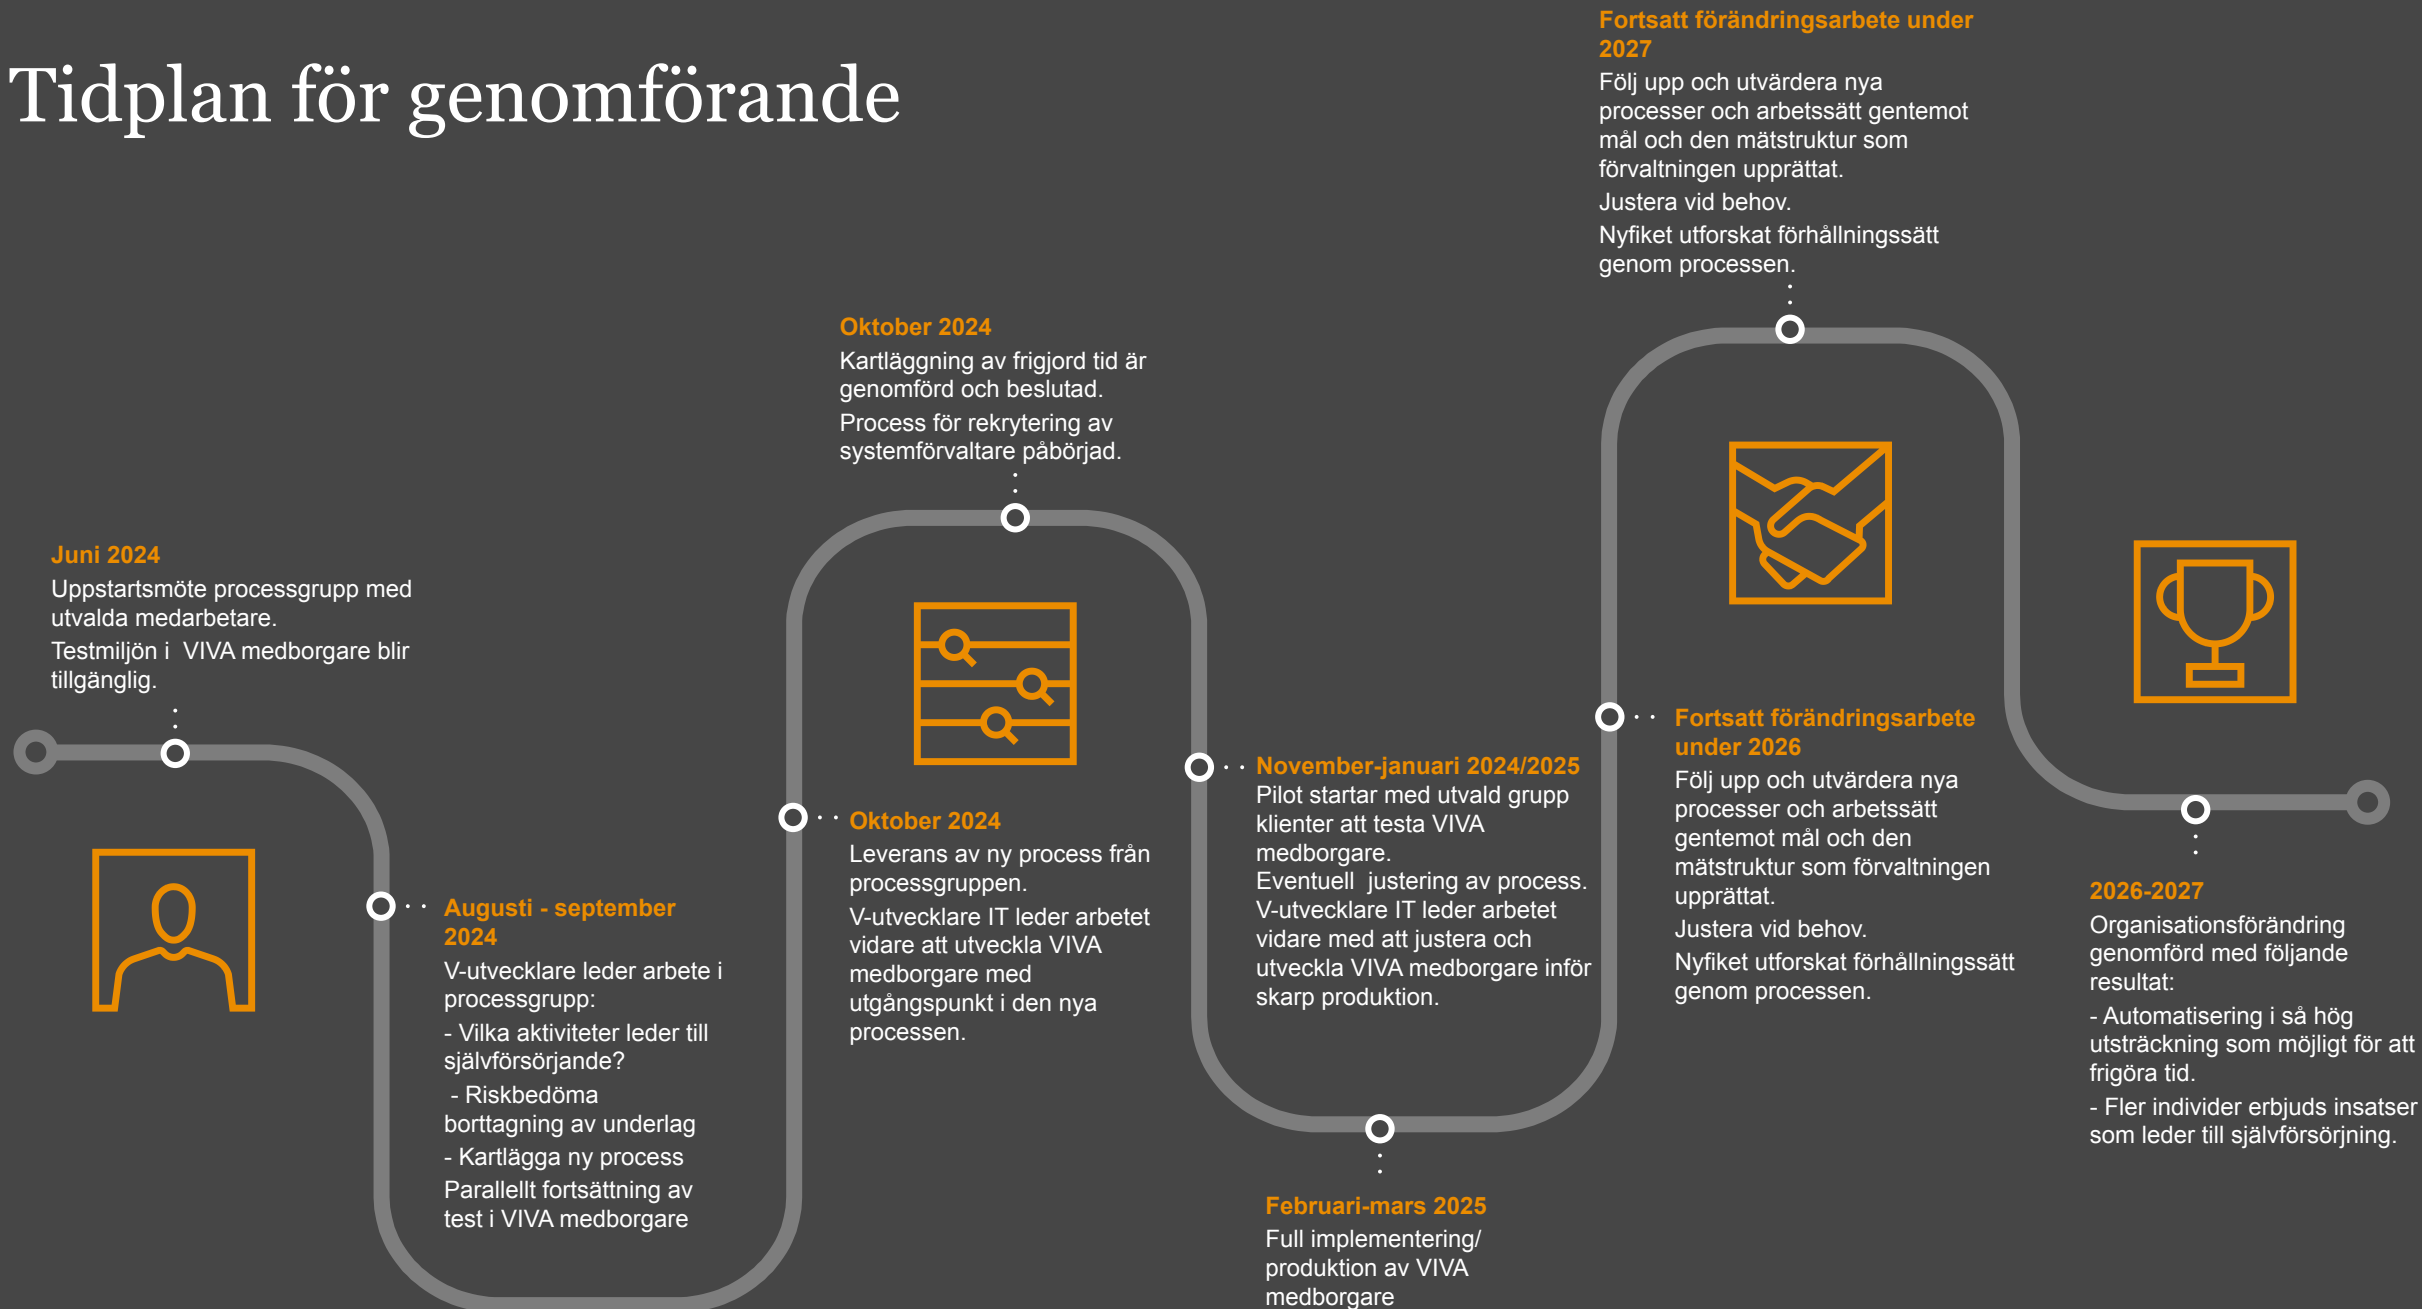 Tidplan för genomförande
Juni 2024
Uppstartsmöte processgrupp med
utvalda medarbetare.
Testmiljön i  VIVA medborgare blir
tillgänglig.
Augusti - september
2024
V-utvecklare leder arbete i
processgrupp:
- Vilka aktiviteter leder till
självförsörjande?
- Riskbedöma
borttagning av underlag
- Kartlägga ny process
Parallellt fortsättning av
test i VIVA medborgare
Oktober 2024
Leverans av ny process från
processgruppen.
V-utvecklare IT leder arbetet
vidare att utveckla VIVA
medborgare med
utgångspunkt i den nya
processen.
Oktober 2024
Kartläggning av frigjord tid är
genomförd och beslutad.
Process för rekrytering av
systemförvaltare påbörjad.
November-januari 2024/2025
Pilot startar med utvald grupp
klienter att testa VIVA
medborgare.
Eventuell  justering av process.
V-utvecklare IT leder arbetet
vidare med att justera och
utveckla VIVA medborgare inför
skarp produktion.
Februari-mars 2025
Full implementering/
produktion av VIVA
medborgare
Fortsatt förändringsarbete
under 2026
Följ upp och utvärdera nya
processer och arbetssätt
gentemot mål och den
mätstruktur som förvaltningen
upprättat.
Justera vid behov.
Nyfiket utforskat förhållningssätt
genom processen.
Fortsatt förändringsarbete under
2027
Följ upp och utvärdera nya
processer och arbetssätt gentemot
mål och den mätstruktur som
förvaltningen upprättat.
Justera vid behov.
Nyfiket utforskat förhållningssätt
genom processen.
2026-2027
Organisationsförändring
genomförd med följande
resultat:
- Automatisering i så hög
utsträckning som möjligt för att
frigöra tid.
- Fler individer erbjuds insatser
som leder till självförsörjning.